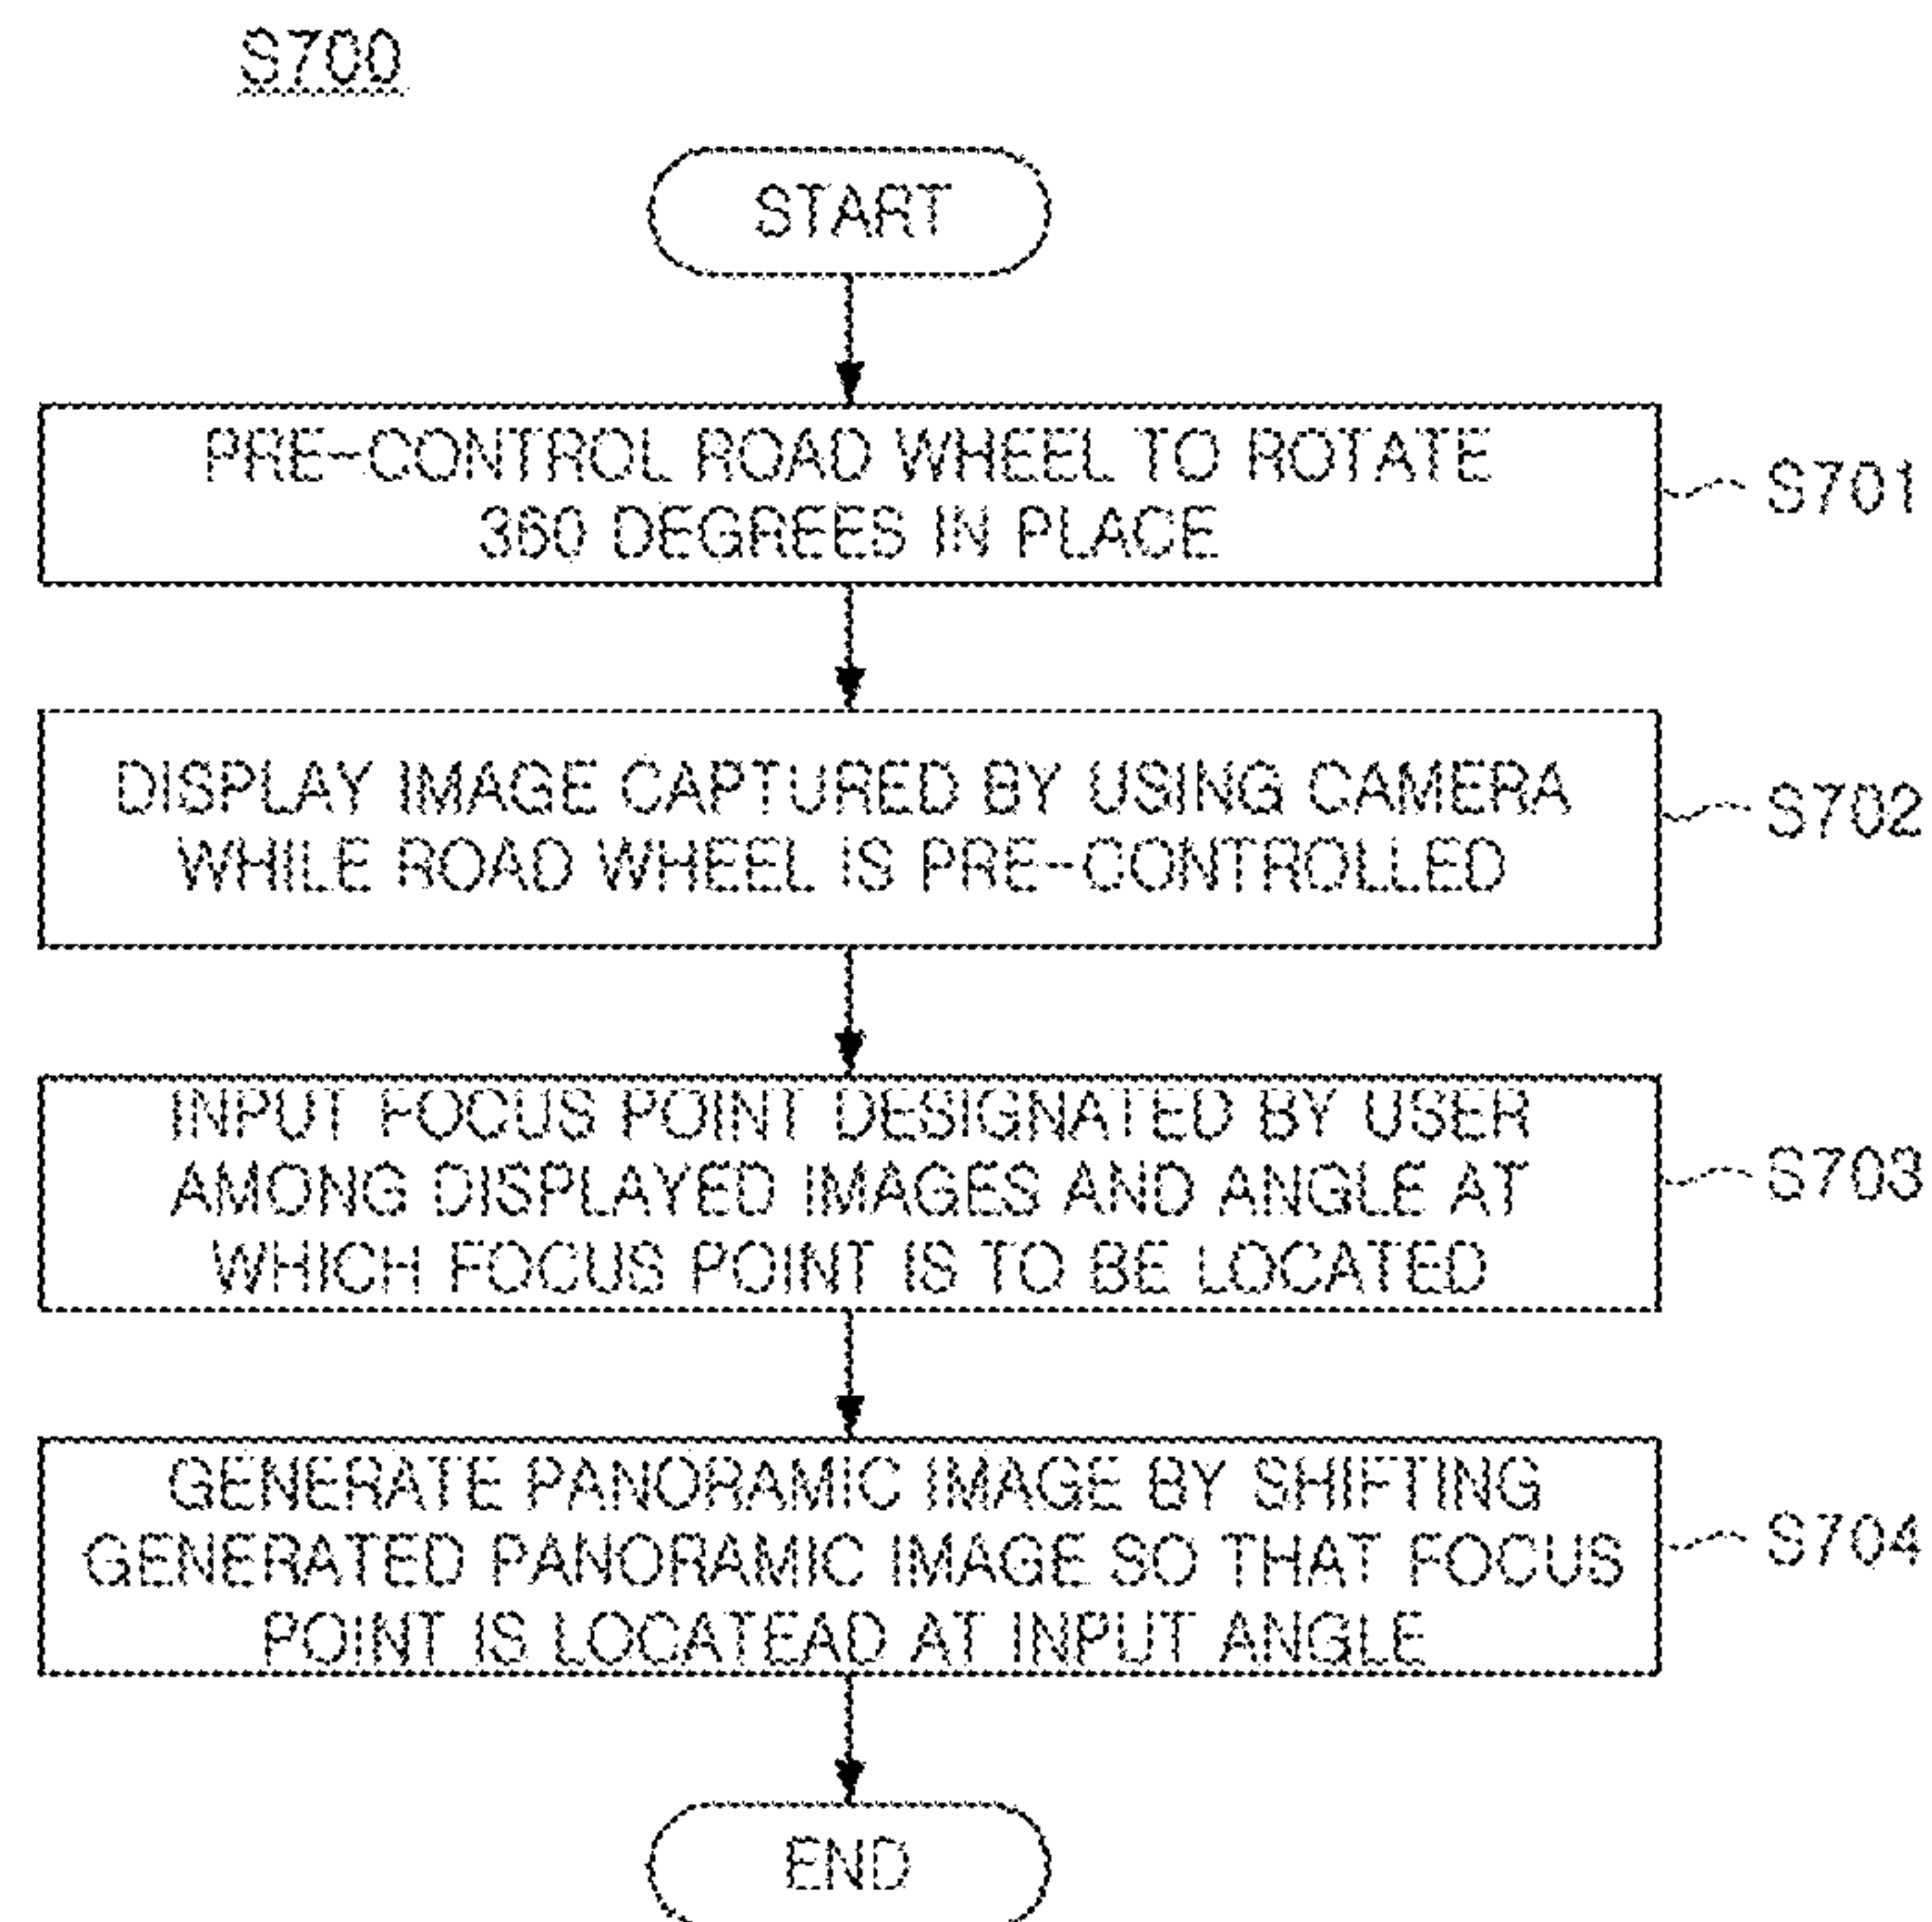 S700
START
PRE-CONTROL ROAD WHEEL TO ROTATE
360 DEGREES IN PLACE
S701
DISPLAY IMAGE CAPTURED BY USING CAMERA
WHILE ROAD WHEEL IS PRE-CONTROLLED
S702
INPUT FOCUS POINT DESIGNATED BY USER
AMONG DISPLAYED IMAGES AND ANGLE AT
WHICH FOCUS POINT IS TO BE LOCATED
S703
GENERATE PANORAMIC IMAGE BY SHIFTING
GENERATED PANORAMIC IMAGE SO THAT FOCUS
POINT IS LOCATEAD AT INPUT ANGLE
S704
END